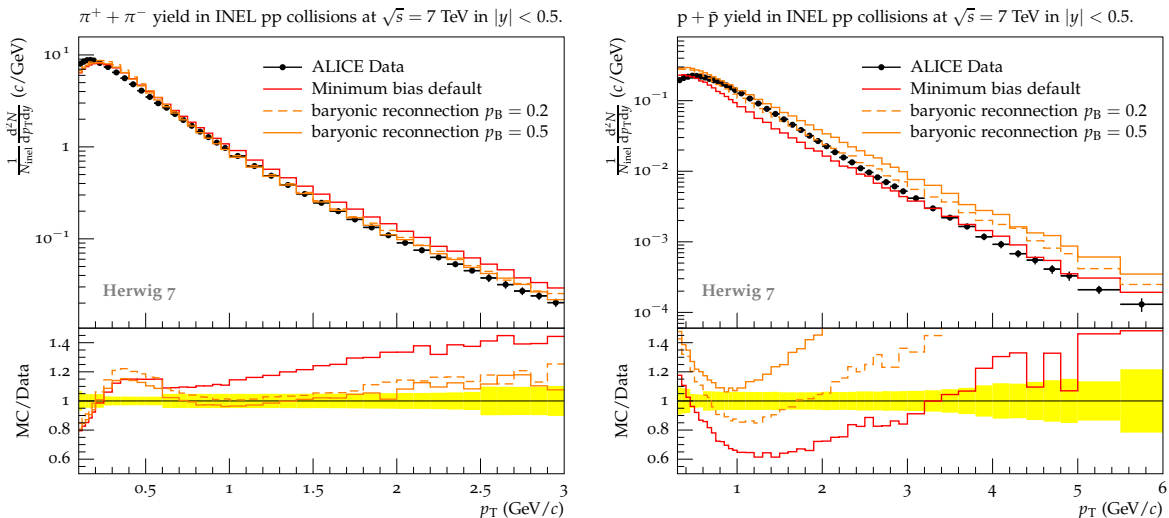 π⁺ + π⁻ yield in INEL pp collisions at √s = 7 TeV in |y| < 0.5.
10¹
1
10⁻¹
1/N_inel d²N/dp_T dy (c/GeV)
ALICE Data
Minimum bias default
baryonic reconnection p_B = 0.2
baryonic reconnection p_B = 0.5
Herwig 7
1.4
1.2
1
0.8
0.6
MC/Data
0.5 1 1.5 2 2.5 3
p_T (GeV/c)
p + p̄ yield in INEL pp collisions at √s = 7 TeV in |y| < 0.5.
10⁻¹
10⁻²
10⁻³
10⁻⁴
1/N_inel d²N/dp_T dy (c/GeV)
ALICE Data
Minimum bias default
baryonic reconnection p_B = 0.2
baryonic reconnection p_B = 0.5
Herwig 7
1.4
1.2
1
0.8
0.6
MC/Data
1 2 3 4 5 6
p_T (GeV/c)